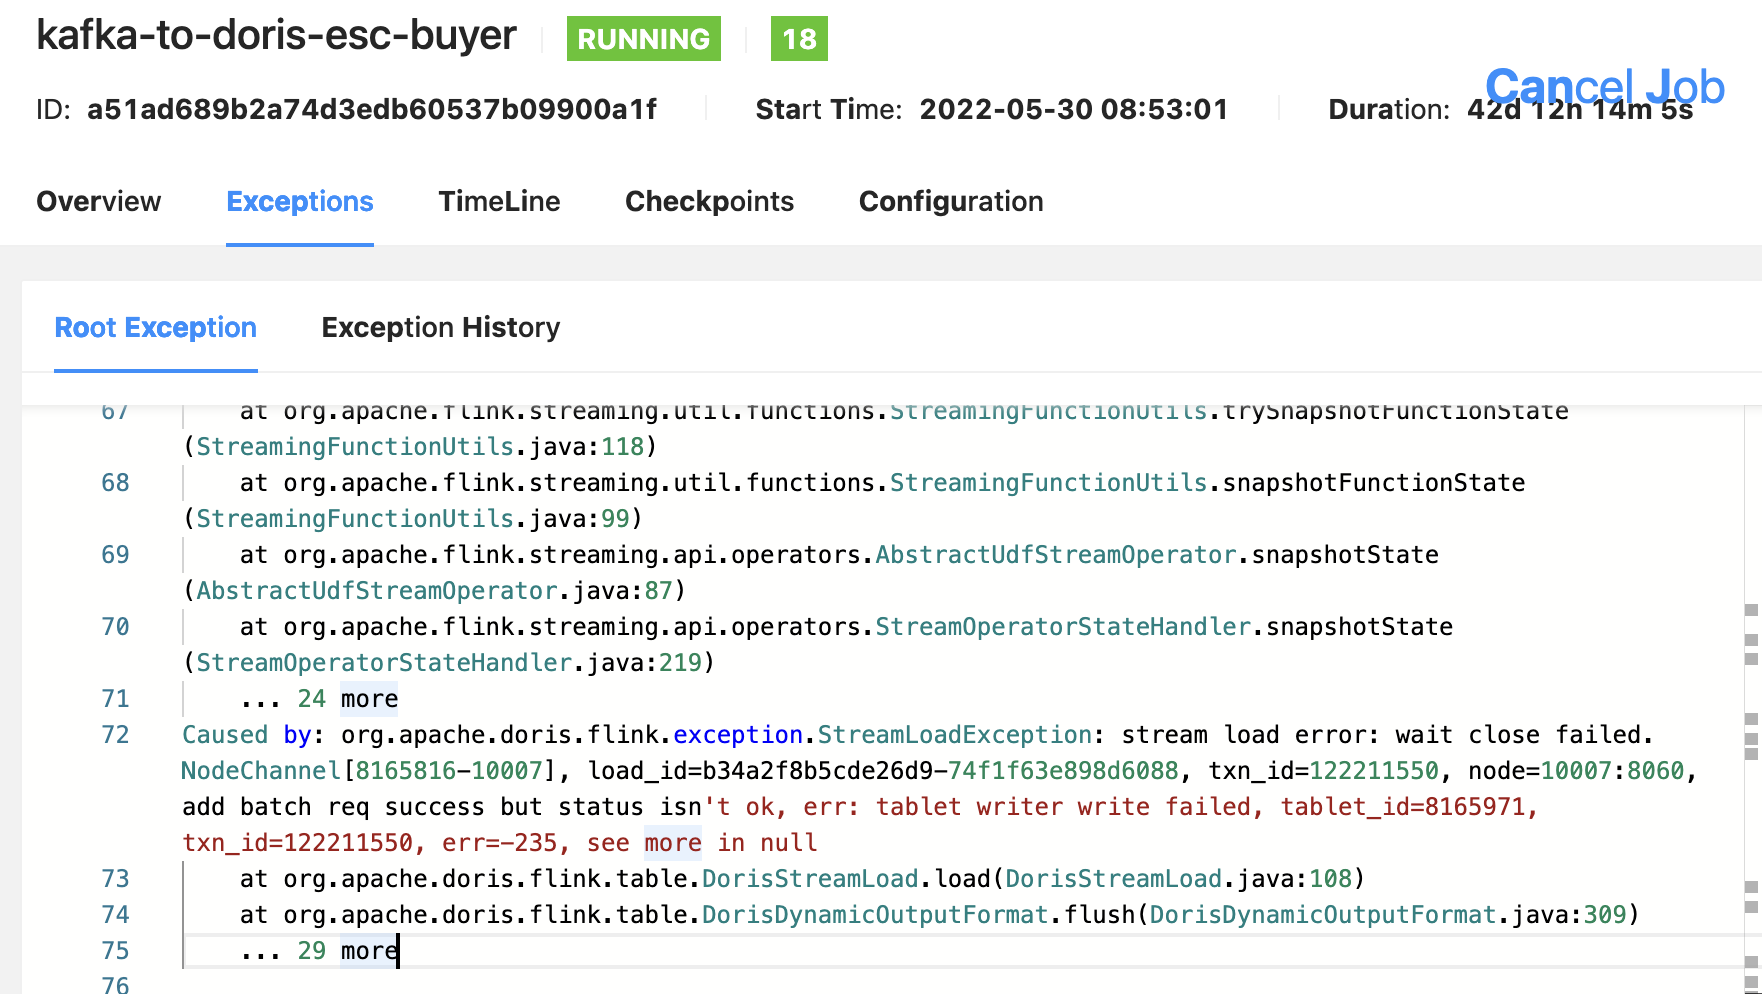 kafka-to-doris-esc-buyer RUNNING 18
Cancel Job
ID: a51ad689b2a74d3edb60537b09900a1f Start Time: 2022-05-30 08:53:01 Duration: 42d 12h 14m 5s
Overview Exceptions TimeLine Checkpoints Configuration
Root Exception Exception History
67 at org.apache.flink.streaming.util.functions.StreamingFunctionUtils.trySnapshotFunctionState
(StreamingFunctionUtils.java:118)
68 at org.apache.flink.streaming.util.functions.StreamingFunctionUtils.snapshotFunctionState
(StreamingFunctionUtils.java:99)
69 at org.apache.flink.streaming.api.operators.AbstractUdfStreamOperator.snapshotState
(AbstractUdfStreamOperator.java:87)
70 at org.apache.flink.streaming.api.operators.StreamOperatorStateHandler.snapshotState
(StreamOperatorStateHandler.java:219)
71 ... 24 more
72 Caused by: org.apache.doris.flink.exception.StreamLoadException: stream load error: wait close failed.
NodeChannel[8165816-10007], load_id=b34a2f8b5cde26d9-74f1f63e898d6088, txn_id=122211550, node=10007:8060,
add batch req success but status isn't ok, err: tablet writer write failed, tablet_id=8165971,
txn_id=122211550, err=-235, see more in null
73 at org.apache.doris.flink.table.DorisStreamLoad.load(DorisStreamLoad.java:108)
74 at org.apache.doris.flink.table.DorisDynamicOutputFormat.flush(DorisDynamicOutputFormat.java:309)
75 ... 29 more
76